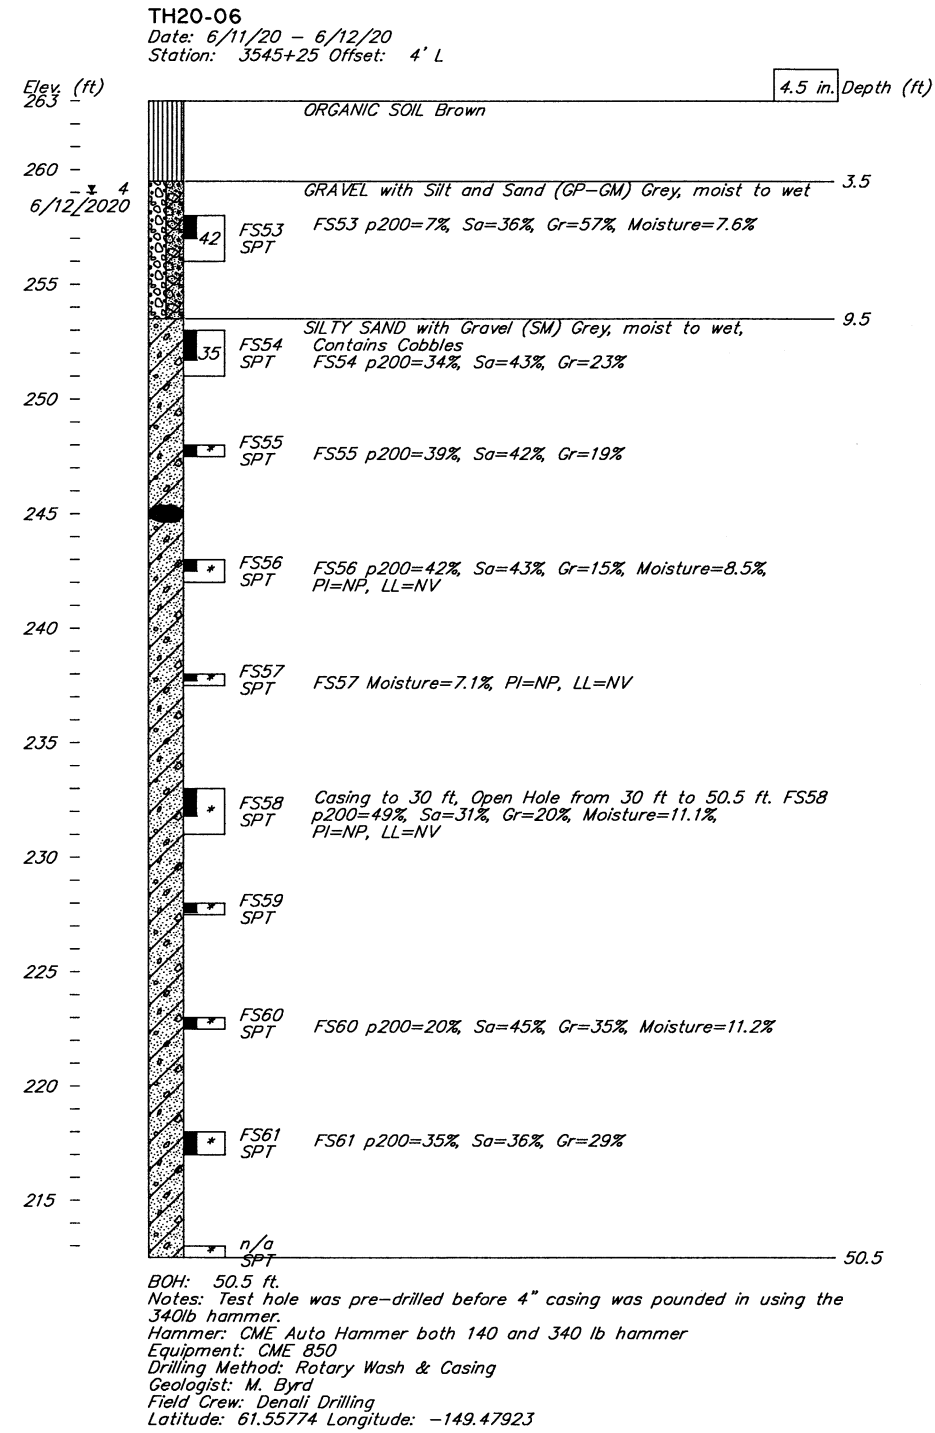 TH20-06
Date: 6/11/20 - 6/12/20
Station: 3545+25 Offset: 4' L
Elev. (ft)
4.5 in. Depth (ft)
263
ORGANIC SOIL Brown
260
3.5
4
6/12/2020
GRAVEL with Silt and Sand (GP-GM) Grey, moist to wet
42
FS53
SPT
FS53 p200=7%, Sa=36%, Gr=57%, Moisture=7.6%
255
9.5
SILTY SAND with Gravel (SM) Grey, moist to wet,
Contains Cobbles
35
FS54
SPT
FS54 p200=34%, Sa=43%, Gr=23%
250
*
FS55
SPT
FS55 p200=39%, Sa=42%, Gr=19%
245
*
FS56
SPT
FS56 p200=42%, Sa=43%, Gr=15%, Moisture=8.5%,
PI=NP, LL=NV
240
*
FS57
SPT
FS57 Moisture=7.1%, PI=NP, LL=NV
235
*
FS58
SPT
Casing to 30 ft, Open Hole from 30 ft to 50.5 ft. FS58
p200=49%, Sa=31%, Gr=20%, Moisture=11.1%,
PI=NP, LL=NV
230
*
FS59
SPT
225
*
FS60
SPT
FS60 p200=20%, Sa=45%, Gr=35%, Moisture=11.2%
220
*
FS61
SPT
FS61 p200=35%, Sa=36%, Gr=29%
215
*
n/a
SPT
50.5
BOH: 50.5 ft.
Notes: Test hole was pre-drilled before 4" casing was pounded in using the
340lb hammer.
Hammer: CME Auto Hammer both 140 and 340 lb hammer
Equipment: CME 850
Drilling Method: Rotary Wash & Casing
Geologist: M. Byrd
Field Crew: Denali Drilling
Latitude: 61.55774 Longitude: -149.47923